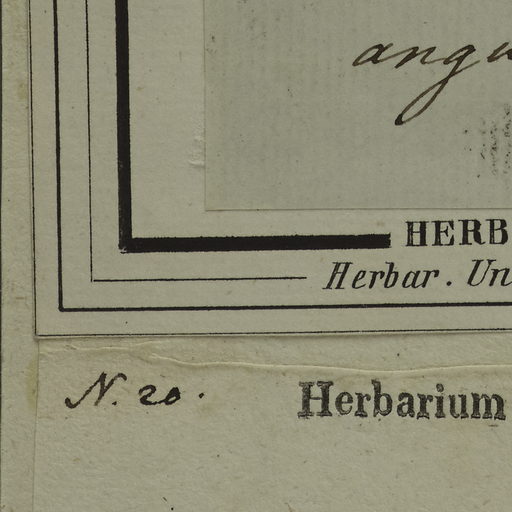 angu
HERB
Herbar. Un
N. 20.
Herbarium